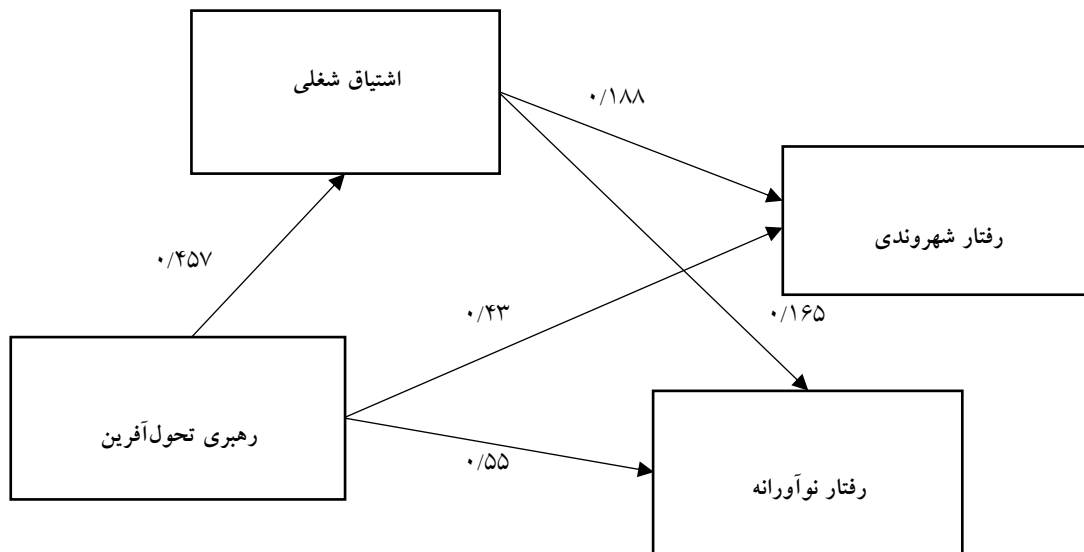 اشتیاق شغلی
۰/۱۸۸
رفتار شهروندی
۰/۴۵۷
۰/۴۳
۰/۱۶۵
رهبری تحول‌آفرین
۰/۵۵
رفتار نوآورانه